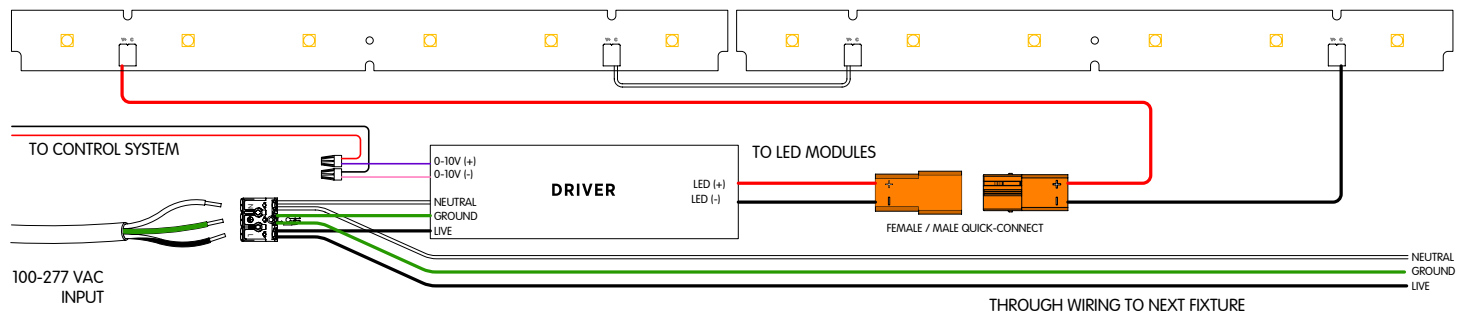 TO CONTROL SYSTEM
0-10V (+)
0-10V (-)
NEUTRAL
GROUND
LIVE
DRIVER
LED (+)
LED (-)
TO LED MODULES
+
-
+
-
FEMALE / MALE QUICK-CONNECT
100-277 VAC
INPUT
NEUTRAL
GROUND
LIVE
THROUGH WIRING TO NEXT FIXTURE